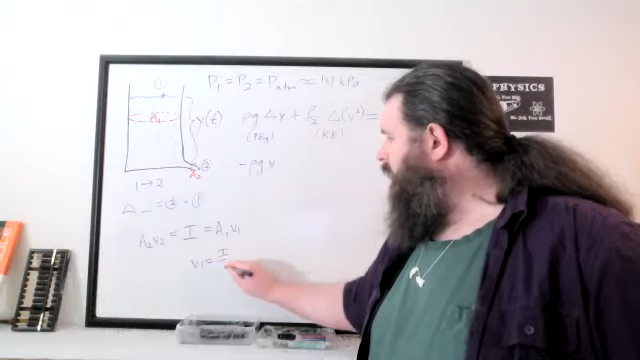 ①
P₁ = P₂ = Patm ≈ 101 kPa
A₁
y(t)
ρg Δy + ρ/2 Δ(v²) =
(PEg) (KE)
②
A₂
- ρg y
1 → 2
Δ _ = ② - ①
A₂v₂ = I = A₁v₁
v₁ = I
PHYSICS